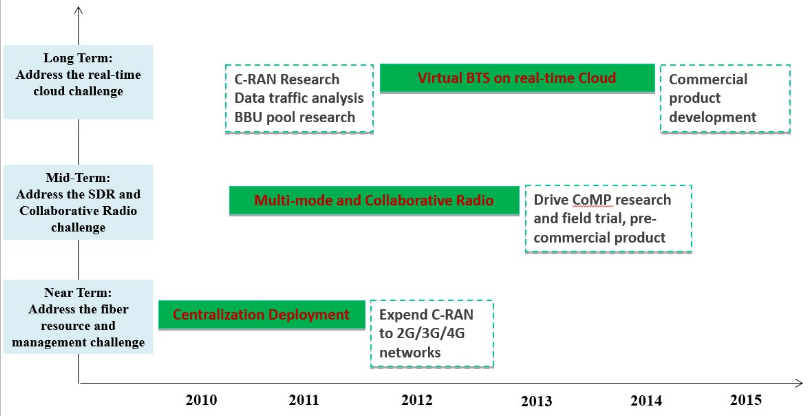 Long Term:
Address the real-time
cloud challenge
C-RAN Research
Data traffic analysis
BBU pool research
Virtual BTS on real-time Cloud
Commercial
product
development
Mid-Term:
Address the SDR and
Collaborative Radio
challenge
Multi-mode and Collaborative Radio
Drive CoMP research
and field trial, pre-
commercial product
Near Term:
Address the fiber
resource and
management challenge
Centralization Deployment
Expend C-RAN
to 2G/3G/4G
networks
2010 2011 2012 2013 2014 2015